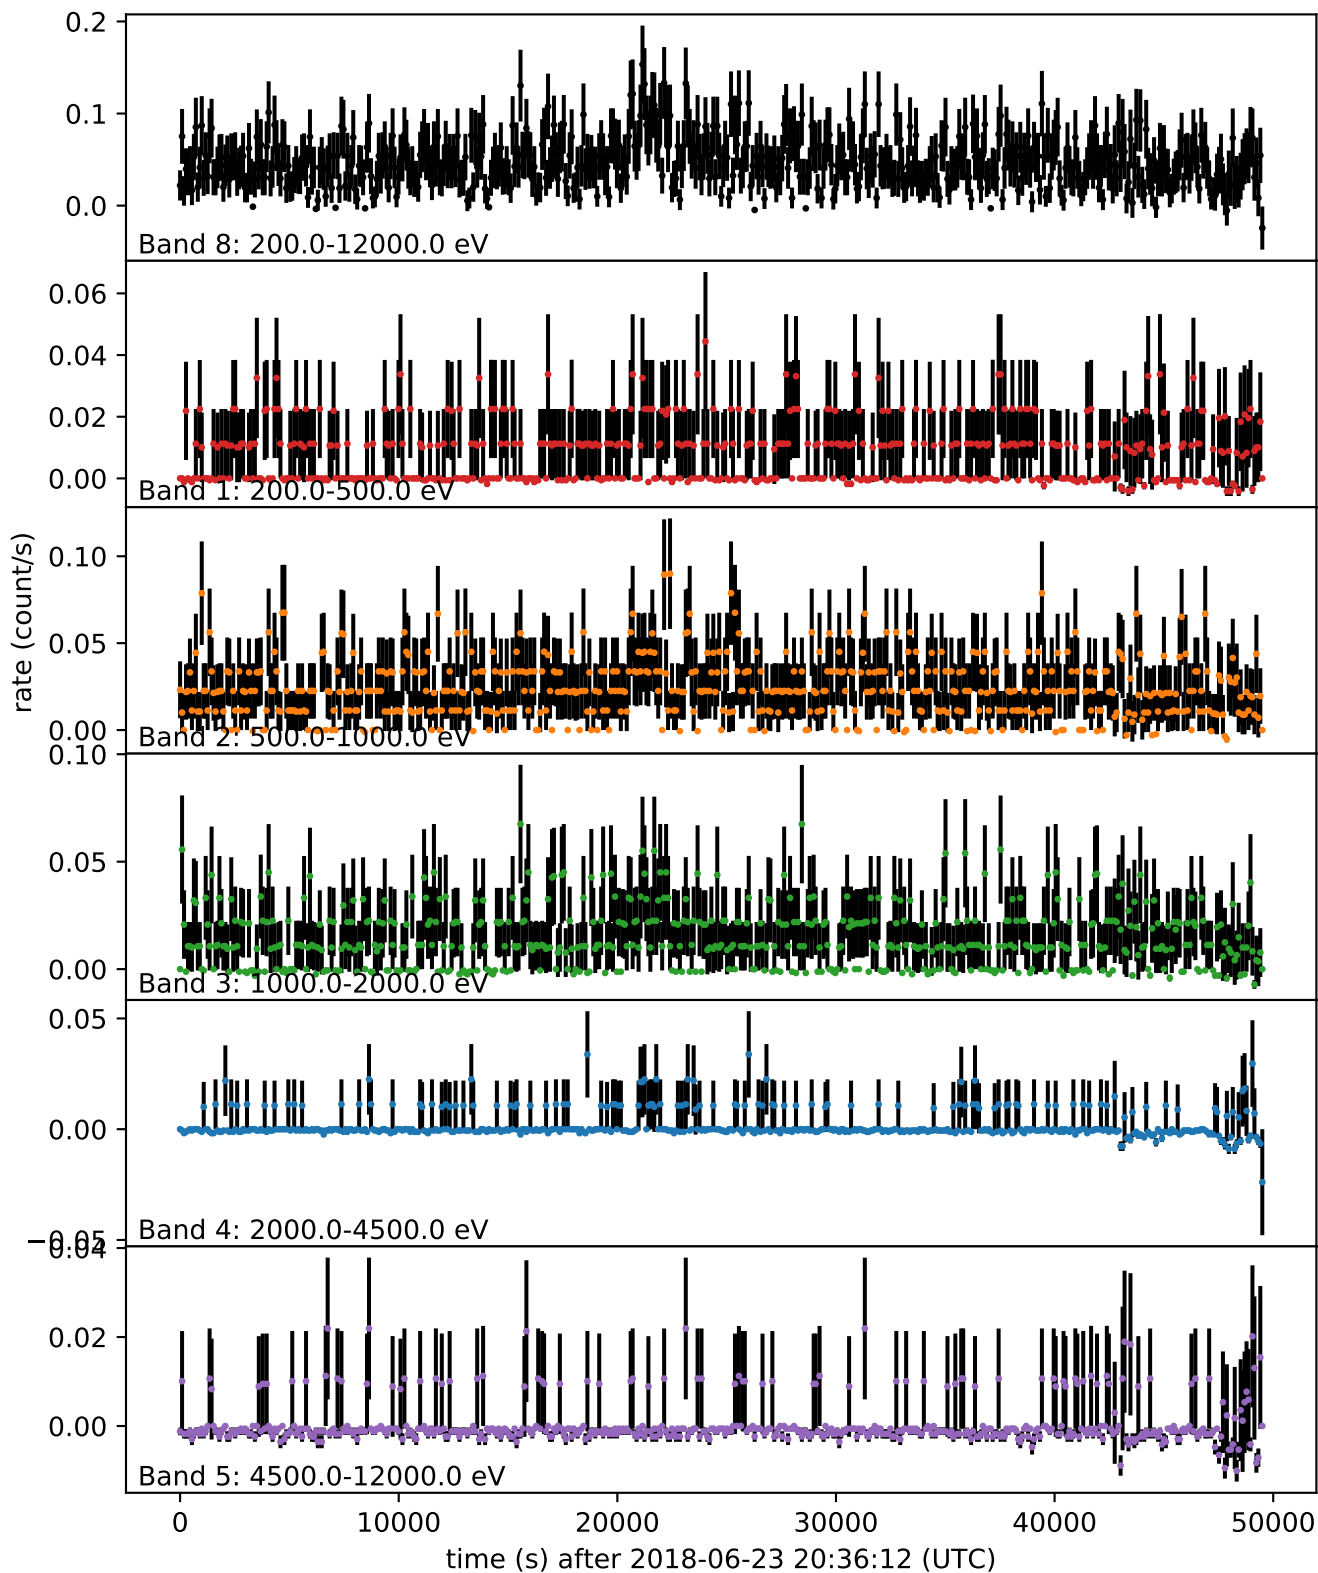 0.2
0.1
0.0
Band 8: 200.0-12000.0 eV
0.06
0.04
0.02
0.00
Band 1: 200.0-500.0 eV
rate (count/s)
0.10
0.05
0.00
Band 2: 500.0-1000.0 eV
0.10
0.05
0.00
Band 3: 1000.0-2000.0 eV
0.05
0.00
−0.05
Band 4: 2000.0-4500.0 eV
0.04
0.02
0.00
Band 5: 4500.0-12000.0 eV
0 10000 20000 30000 40000 50000
time (s) after 2018-06-23 20:36:12 (UTC)